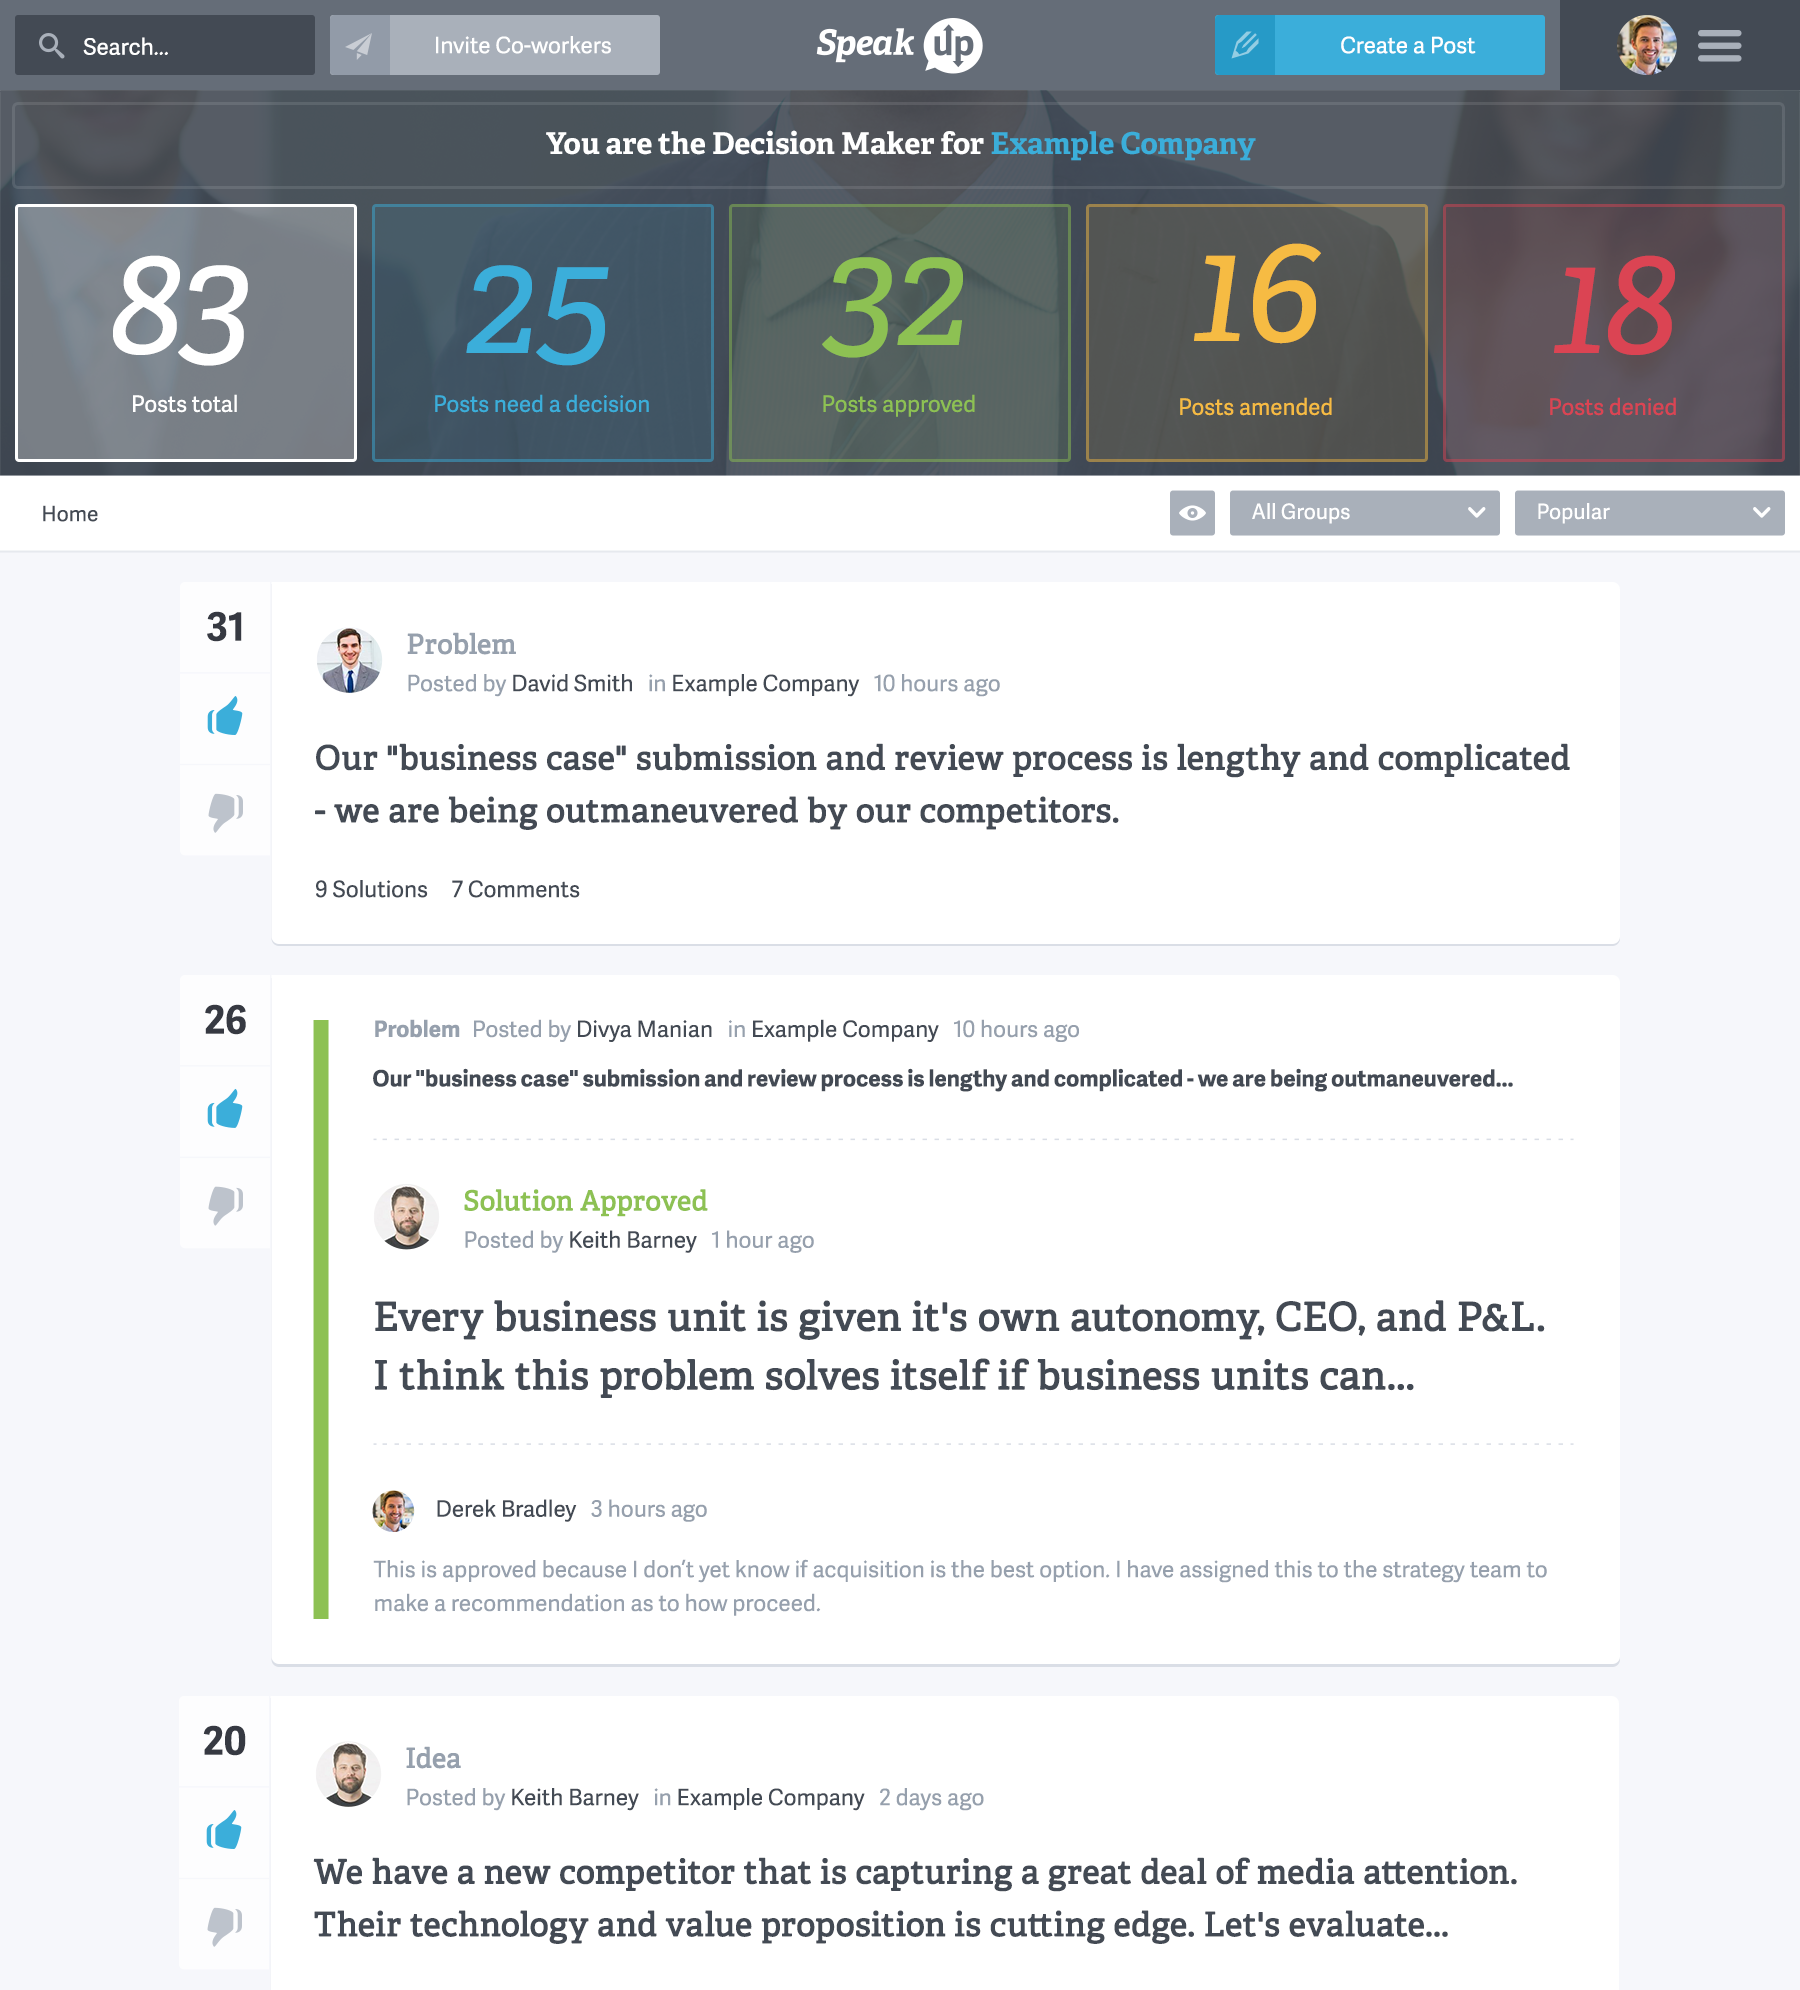 Search...
Invite Co-workers
Speak up
Create a Post
You are the Decision Maker for Example Company
83
Posts total
25
Posts need a decision
32
Posts approved
16
Posts amended
18
Posts denied
Home
All Groups
Popular
31
Problem
Posted by David Smith in Example Company 10 hours ago
Our "business case" submission and review process is lengthy and complicated
- we are being outmaneuvered by our competitors.
9 Solutions 7 Comments
26
Problem Posted by Divya Manian in Example Company 10 hours ago
Our "business case" submission and review process is lengthy and complicated - we are being outmaneuvered...
Solution Approved
Posted by Keith Barney 1 hour ago
Every business unit is given it's own autonomy, CEO, and P&L.
I think this problem solves itself if business units can...
Derek Bradley 3 hours ago
This is approved because I don’t yet know if acquisition is the best option. I have assigned this to the strategy team to
make a recommendation as to how proceed.
20
Idea
Posted by Keith Barney in Example Company 2 days ago
We have a new competitor that is capturing a great deal of media attention.
Their technology and value proposition is cutting edge. Let's evaluate...